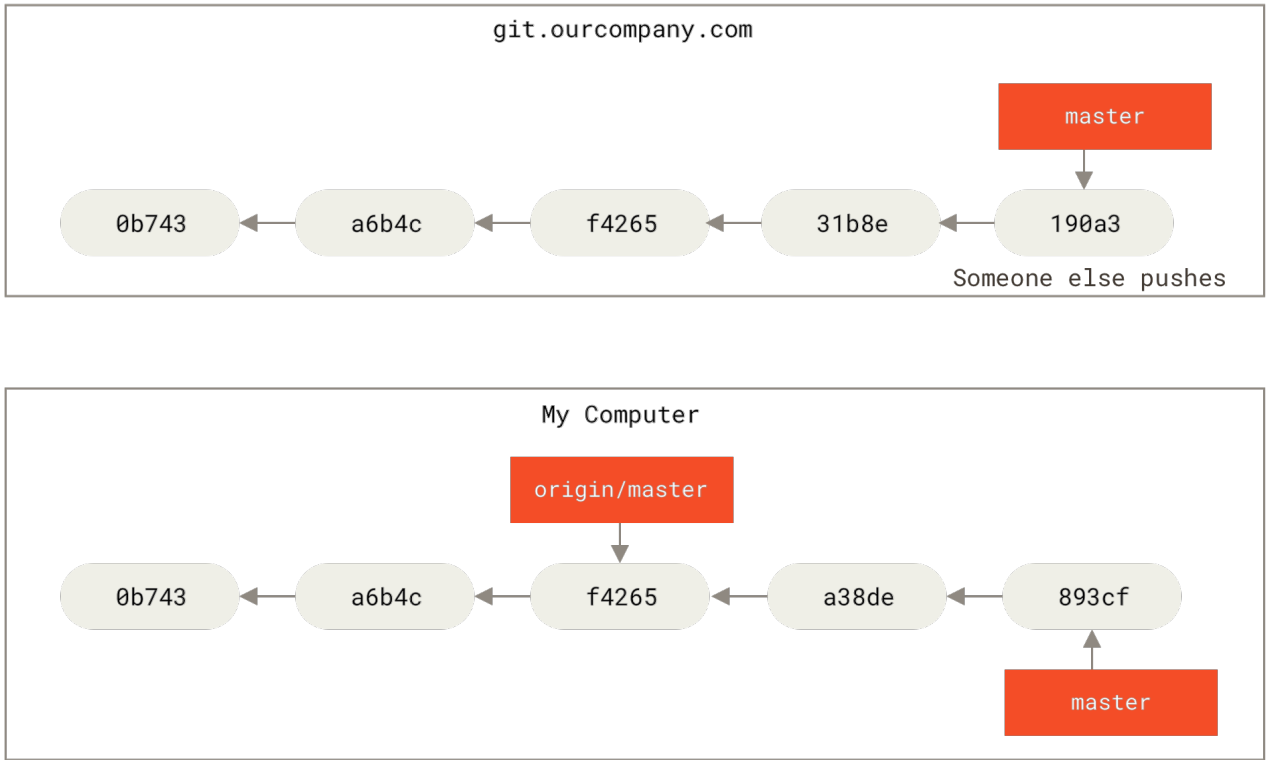 git.ourcompany.com
master
0b743 a6b4c f4265 31b8e 190a3
Someone else pushes
My Computer
origin/master
0b743 a6b4c f4265 a38de 893cf
master